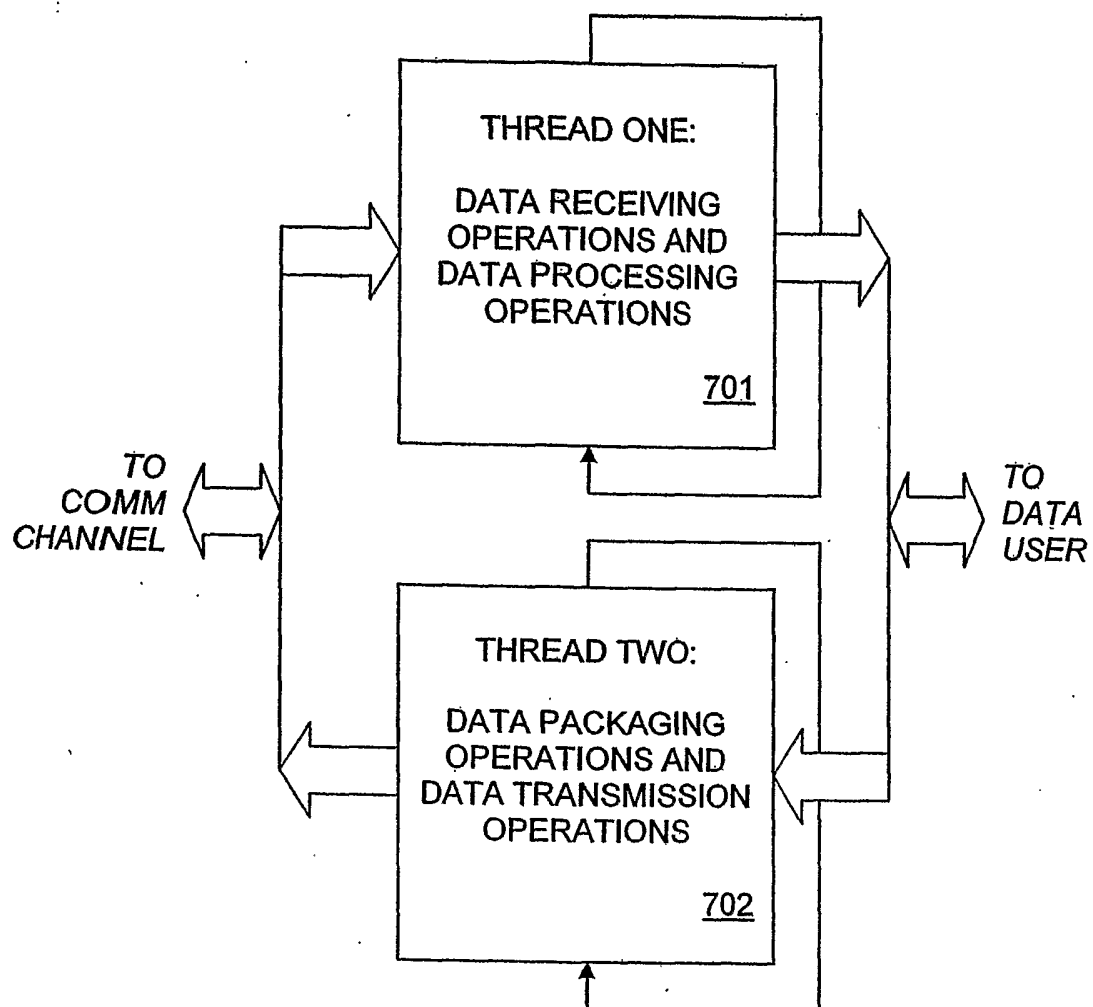 THREAD ONE:
DATA RECEIVING
OPERATIONS AND
DATA PROCESSING
OPERATIONS
701
TO
COMM
CHANNEL
TO
DATA
USER
THREAD TWO:
DATA PACKAGING
OPERATIONS AND
DATA TRANSMISSION
OPERATIONS
702